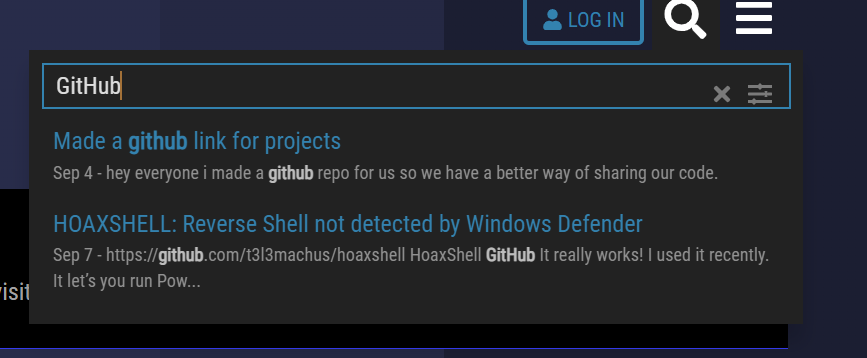 LOG IN
GitHub
Made a github link for projects
Sep 4 - hey everyone i made a github repo for us so we have a better way of sharing our code.
HOAXSHELL: Reverse Shell not detected by Windows Defender
Sep 7 - https://github.com/t3l3machus/hoaxshell HoaxShell GitHub It really works! I used it recently.
It let’s you run Pow...
visit